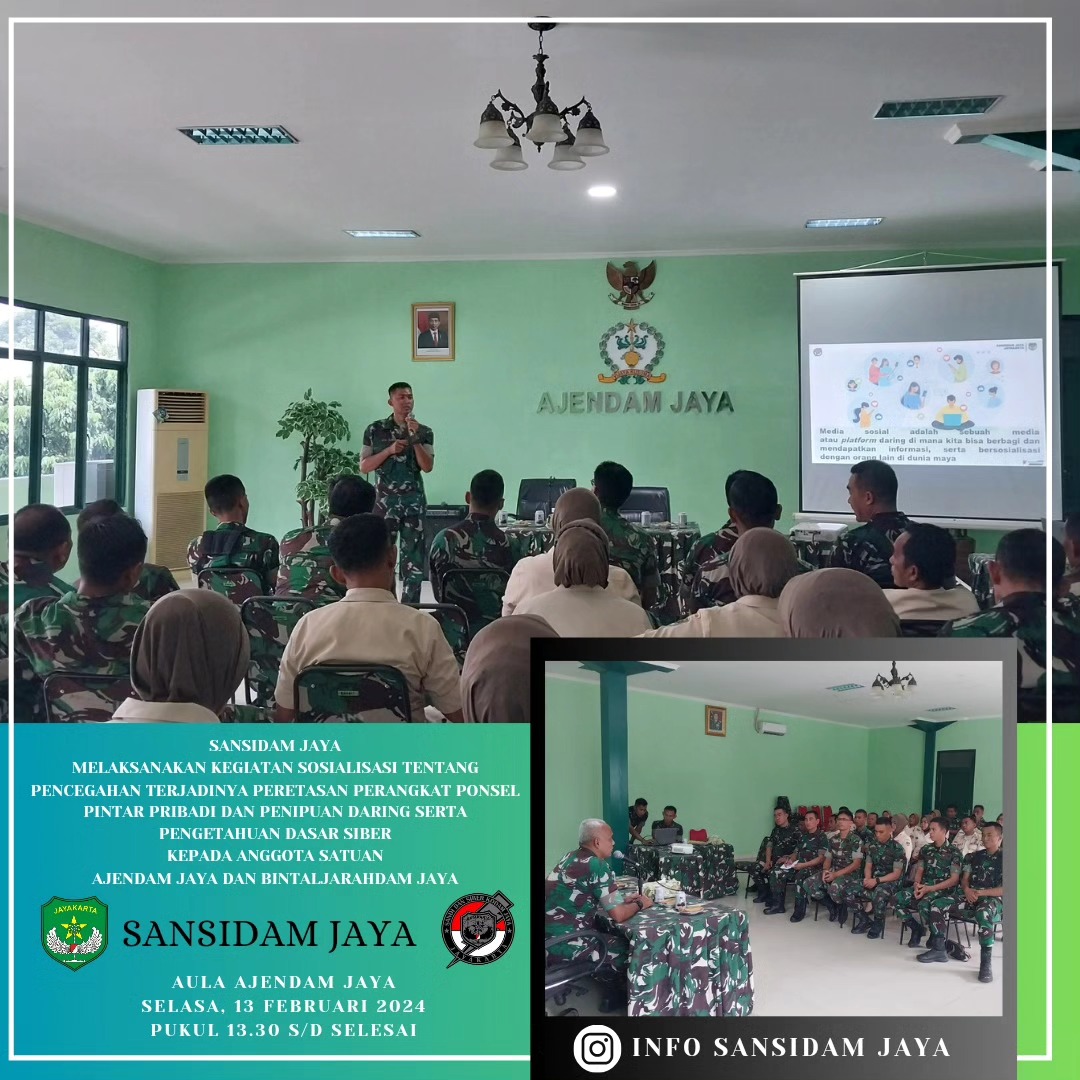 AJENDAM JAYA
SANSIDAM JAYA
Media sosial adalah sebuah media
atau platform daring di mana kita bisa berbagi dan
mendapatkan informasi, serta bersosialisasi
dengan orang lain di dunia maya
SANSIDAM JAYA
MELAKSANAKAN KEGIATAN SOSIALISASI TENTANG
PENCEGAHAN TERJADINYA PERETASAN PERANGKAT PONSEL
PINTAR PRIBADI DAN PENIPUAN DARING SERTA
PENGETAHUAN DASAR SIBER
KEPADA ANGGOTA SATUAN
AJENDAM JAYA DAN BINTALJARAHDAM JAYA
JAYAKARTA
SANSIDAM JAYA
JAYAKARTA
AULA AJENDAM JAYA
SELASA, 13 FEBRUARI 2024
PUKUL 13.30 S/D SELESAI
INFO SANSIDAM JAYA